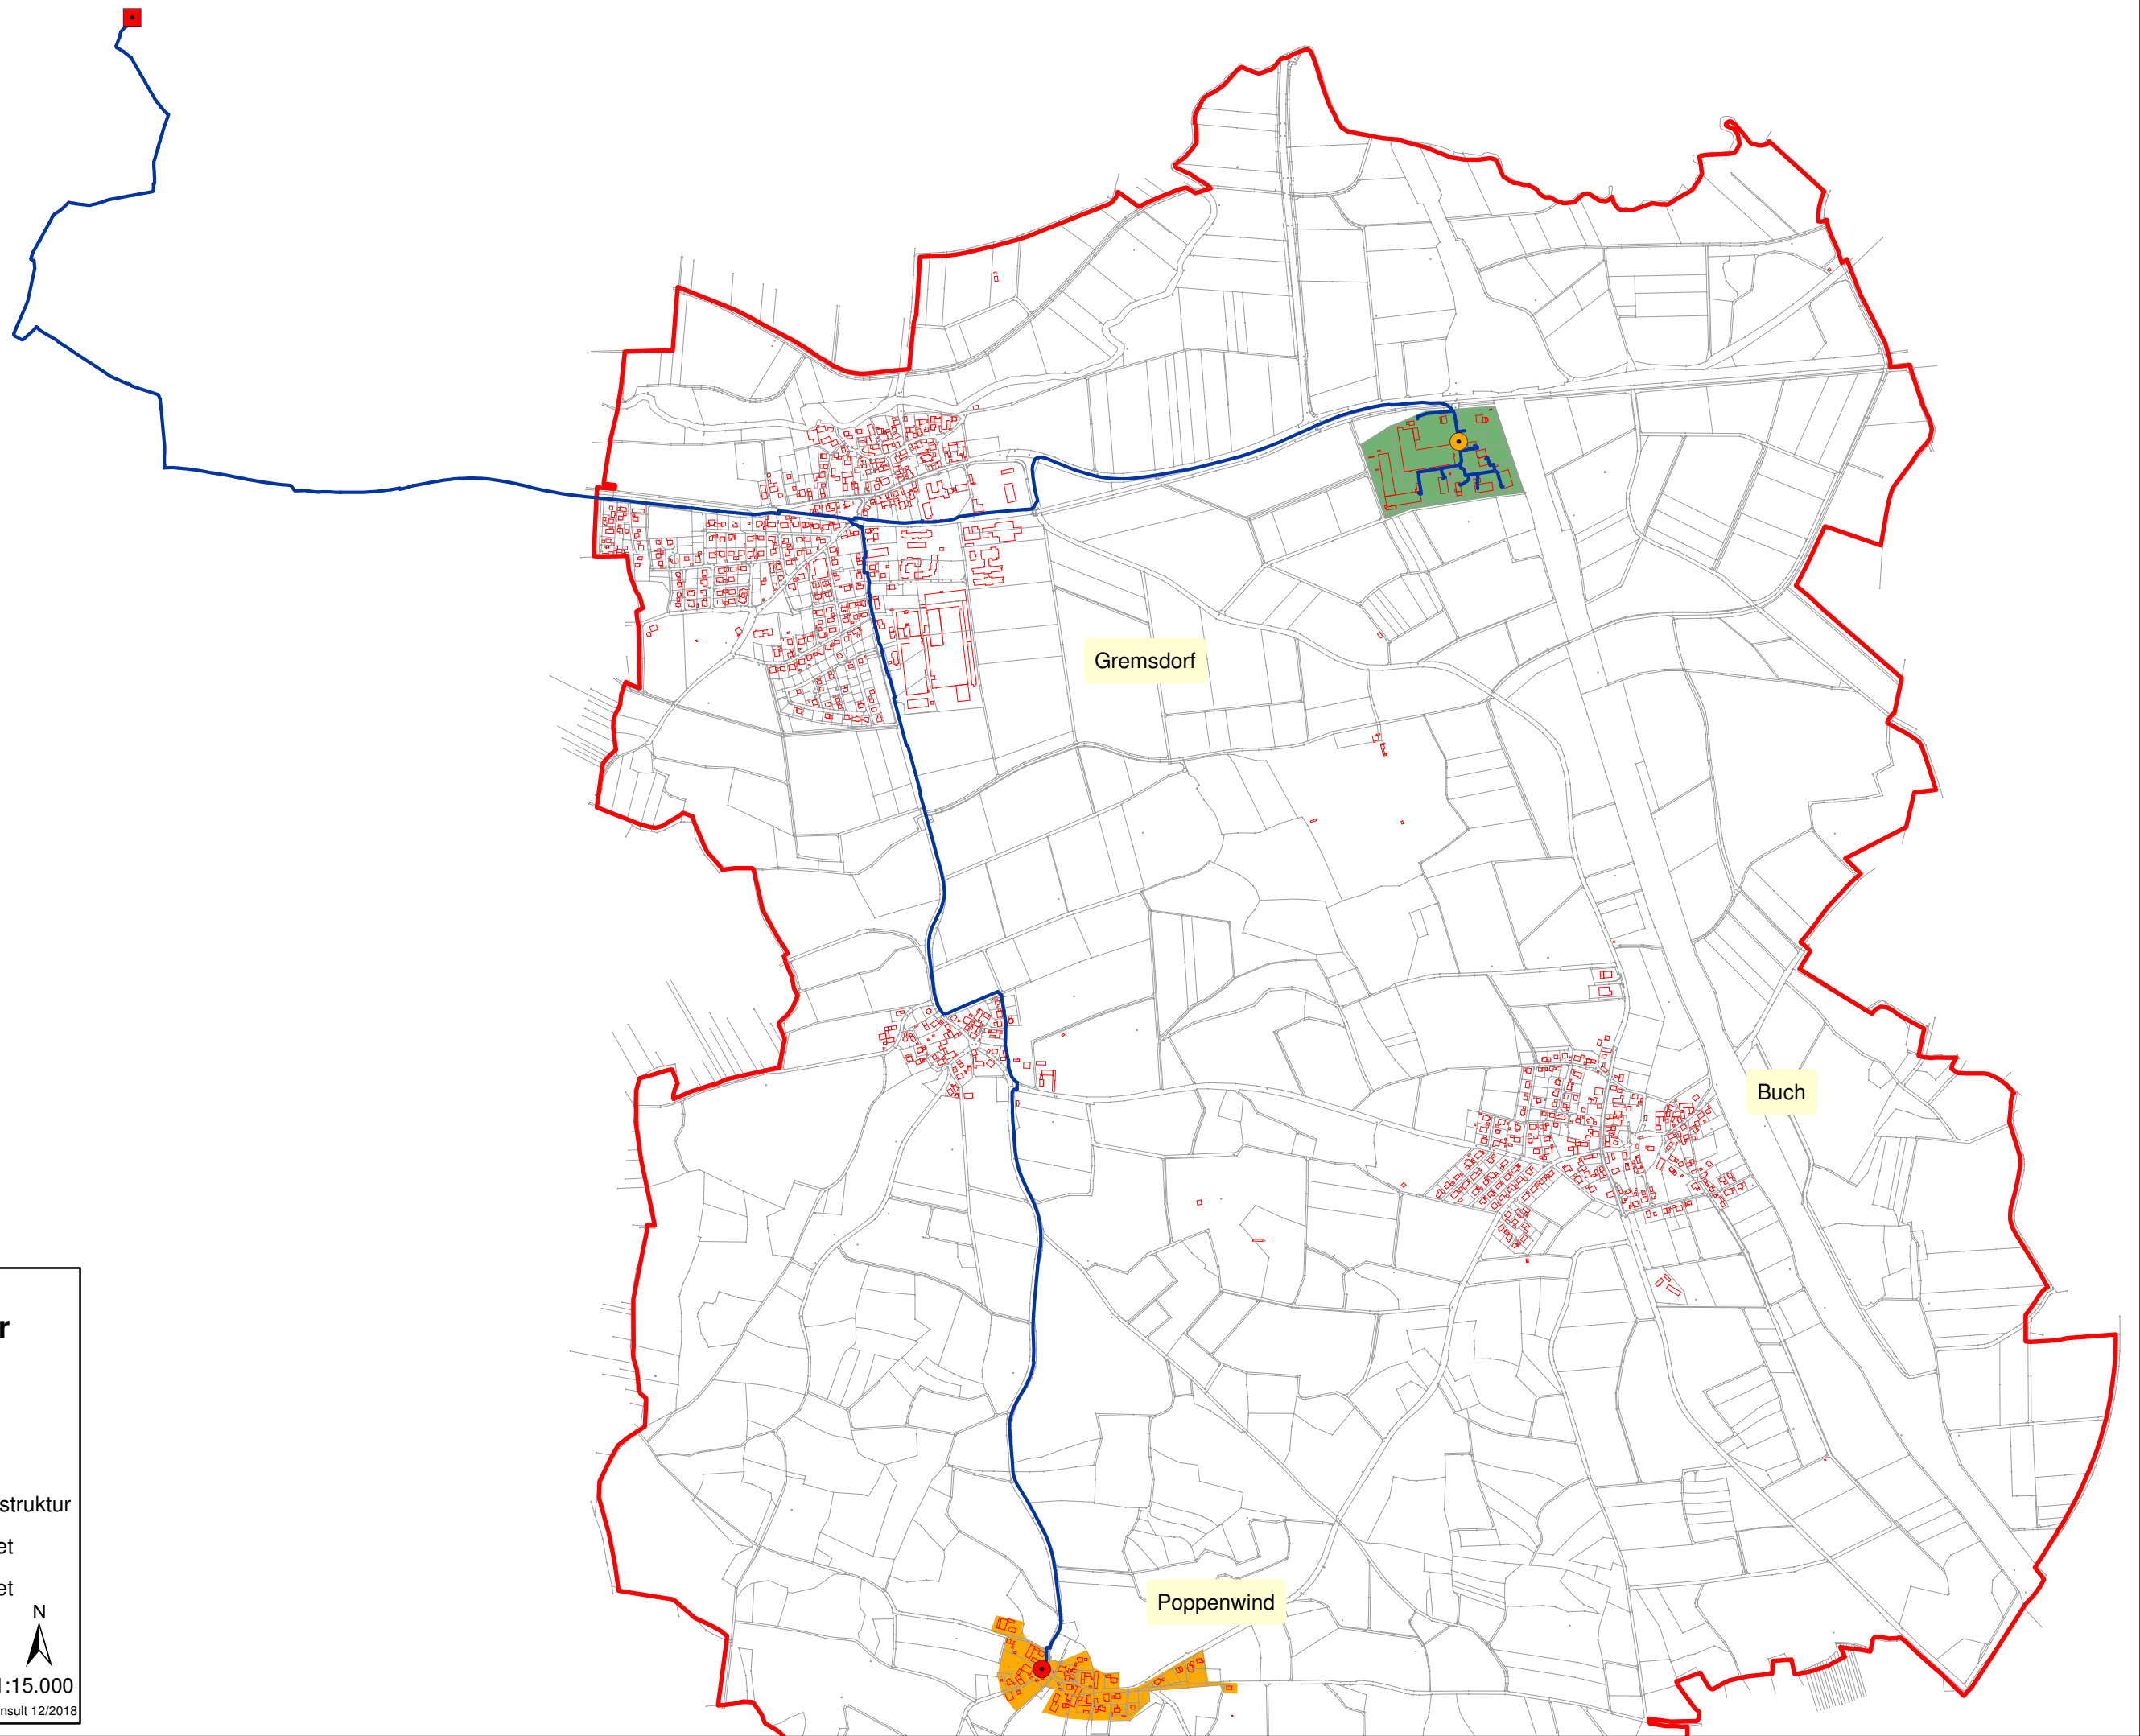 Gremsdorf
Buch
Poppenwind
r
struktur
et
et
N
1:15.000
nsult 12/2018